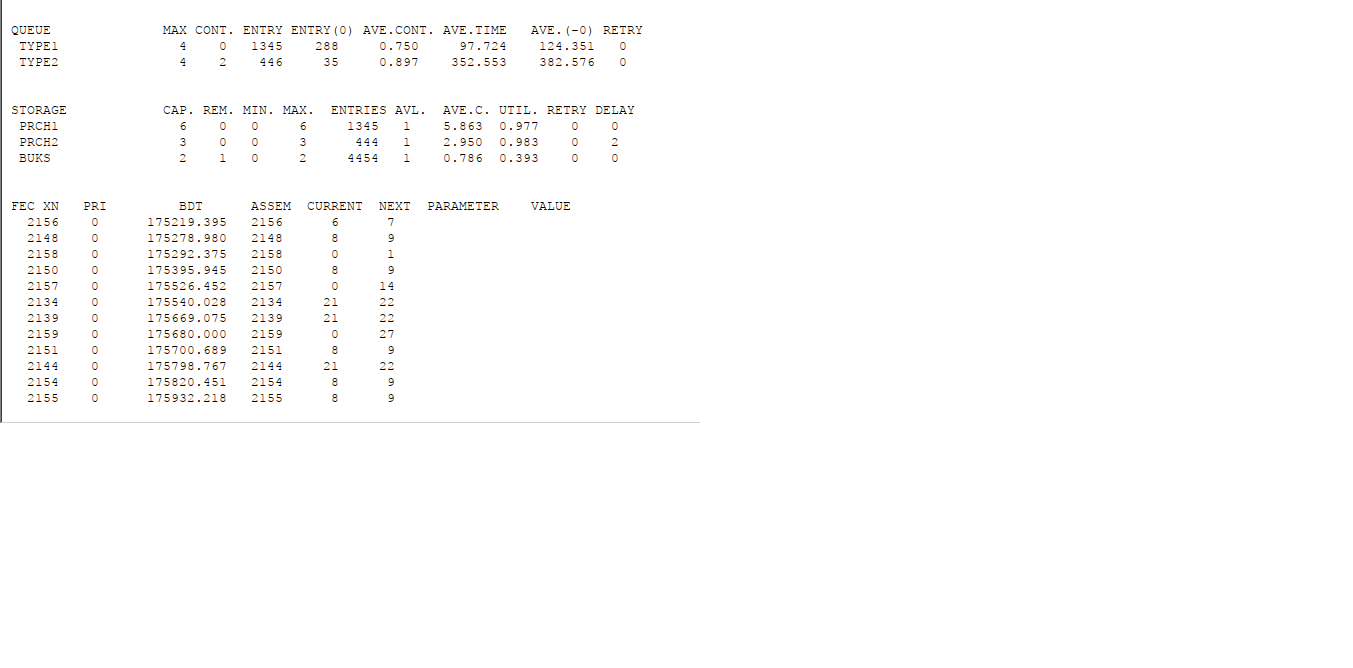 QUEUE MAX CONT. ENTRY ENTRY(0) AVE.CONT. AVE.TIME AVE.(-0) RETRY
TYPE1 4 0 1345 288 0.750 97.724 124.351 0
TYPE2 4 2 446 35 0.897 352.553 382.576 0
STORAGE CAP. REM. MIN. MAX. ENTRIES AVL. AVE.C. UTIL. RETRY DELAY
PRCH1 6 0 0 6 1345 1 5.863 0.977 0 0
PRCH2 3 0 0 3 444 1 2.950 0.983 0 2
BUKS 2 1 0 2 4454 1 0.786 0.393 0 0
FEC XN PRI BDT ASSEM CURRENT NEXT PARAMETER VALUE
2156 0 175219.395 2156 6 7
2148 0 175278.980 2148 8 9
2158 0 175292.375 2158 0 1
2150 0 175395.945 2150 8 9
2157 0 175526.452 2157 0 14
2134 0 175540.028 2134 21 22
2139 0 175669.075 2139 21 22
2159 0 175680.000 2159 0 27
2151 0 175700.689 2151 8 9
2144 0 175798.767 2144 21 22
2154 0 175820.451 2154 8 9
2155 0 175932.218 2155 8 9